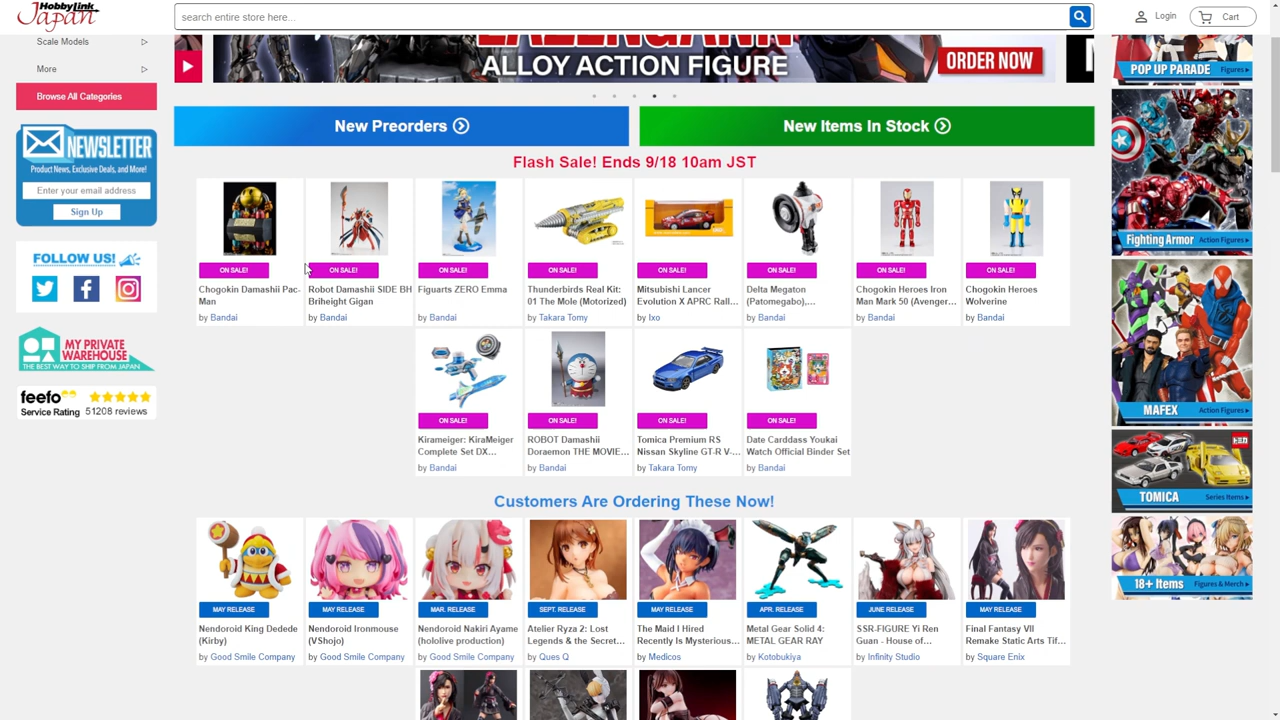 HobbyLink
Japan
search entire store here...
Login
Cart
Scale Models
More
Browse All Categories
NEWSLETTER
Product News, Exclusive Deals, and More!
Enter your email address
Sign Up
FOLLOW US!
MY PRIVATE
WAREHOUSE
THE BEST WAY TO SHIP FROM JAPAN
feefo
Service Rating 51208 reviews
ALLOY ACTION FIGURE
ORDER NOW
New Preorders
New Items In Stock
Flash Sale! Ends 9/18 10am JST
ON SALE!
Chogokin Damashii Pac-
Man
by Bandai
ON SALE!
Robot Damashii SIDE BH
Briheight Gigan
by Bandai
ON SALE!
Figuarts ZERO Emma
by Bandai
ON SALE!
Thunderbirds Real Kit:
01 The Mole (Motorized)
by Takara Tomy
ON SALE!
Mitsubishi Lancer
Evolution X APRC Rall...
by Ixo
ON SALE!
Delta Megaton
(Patomegabo),...
by Bandai
ON SALE!
Chogokin Heroes Iron
Man Mark 50 (Avenger...
by Bandai
ON SALE!
Chogokin Heroes
Wolverine
by Bandai
ON SALE!
Kirameiger: KiraMeiger
Complete Set DX...
by Bandai
ON SALE!
ROBOT Damashii
Doraemon THE MOVIE...
by Bandai
ON SALE!
Tomica Premium RS
Nissan Skyline GT-R V-...
by Takara Tomy
ON SALE!
Date Carddass Youkai
Watch Official Binder Set
by Bandai
Customers Are Ordering These Now!
MAY RELEASE
Nendoroid King Dedede
(Kirby)
by Good Smile Company
MAY RELEASE
Nendoroid Ironmouse
(VShojo)
by Good Smile Company
MAR. RELEASE
Nendoroid Nakiri Ayame
(hololive production)
by Good Smile Company
SEPT. RELEASE
Atelier Ryza 2: Lost
Legends & the Secret...
by Ques Q
MAY RELEASE
The Maid I Hired
Recently Is Mysterious...
by Medicos
APR. RELEASE
Metal Gear Solid 4:
METAL GEAR RAY
by Kotobukiya
JUNE RELEASE
SSR-FIGURE Yi Ren
Guan - House of...
by Infinity Studio
MAY RELEASE
Final Fantasy VII
Remake Static Arts Tif...
by Square Enix
POP UP PARADE Figures
Fighting Armor Action Figures
MAFEX Action Figures
TOMICA Series Items
18+ Items Figures & Merch